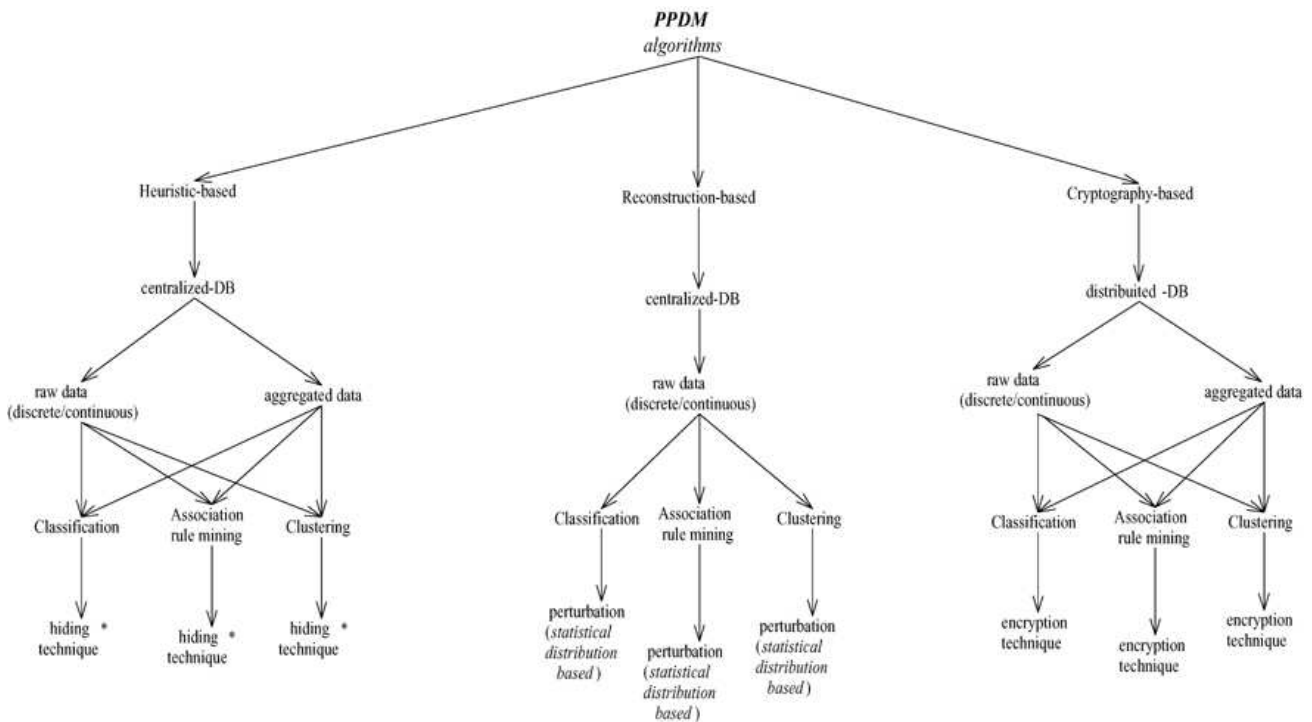 PPDM
algorithms
Heuristic-based
Reconstruction-based
Cryptography-based
centralized-DB
centralized-DB
distribuited -DB
raw data
(discrete/continuous)
aggregated data
raw data
(discrete/continuous)
raw data
(discrete/continuous)
aggregated data
Classification
Association
rule mining
Clustering
Classification
Association
rule mining
Clustering
Classification
Association
rule mining
Clustering
hiding *
technique
hiding *
technique
hiding *
technique
perturbation
(statistical
distribution
based )
perturbation
(statistical
distribution
based )
perturbation
(statistical
distribution
based )
encryption
technique
encryption
technique
encryption
technique